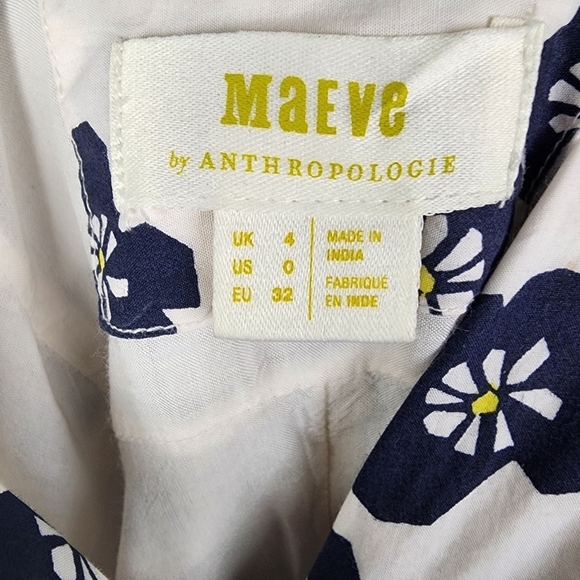 MaEVe
by ANTHROPOLOGIE
UK 4
US 0
EU 32
MADE IN
INDIA
FABRIQUÉ
EN INDE